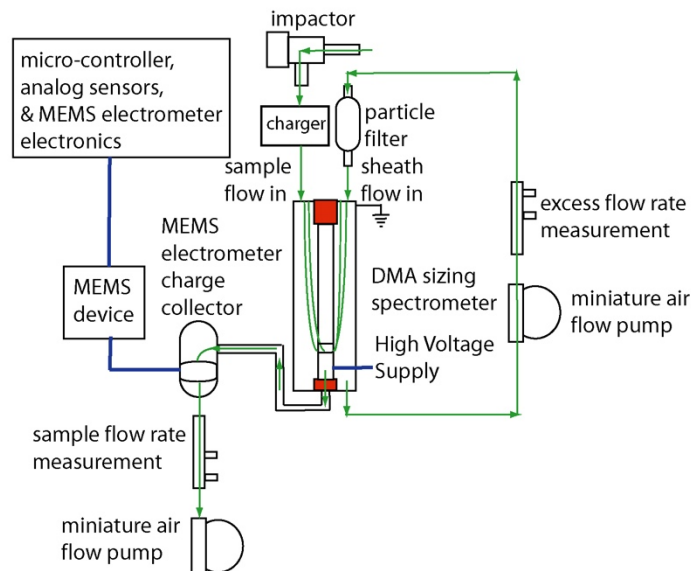 impactor
micro-controller,
analog sensors,
& MEMS electrometer
electronics
charger
particle
filter
sample
flow in
sheath
flow in
excess flow rate
measurement
MEMS
electrometer
charge
collector
MEMS
device
DMA sizing
spectrometer
miniature air
flow pump
High Voltage
Supply
sample flow rate
measurement
miniature air
flow pump